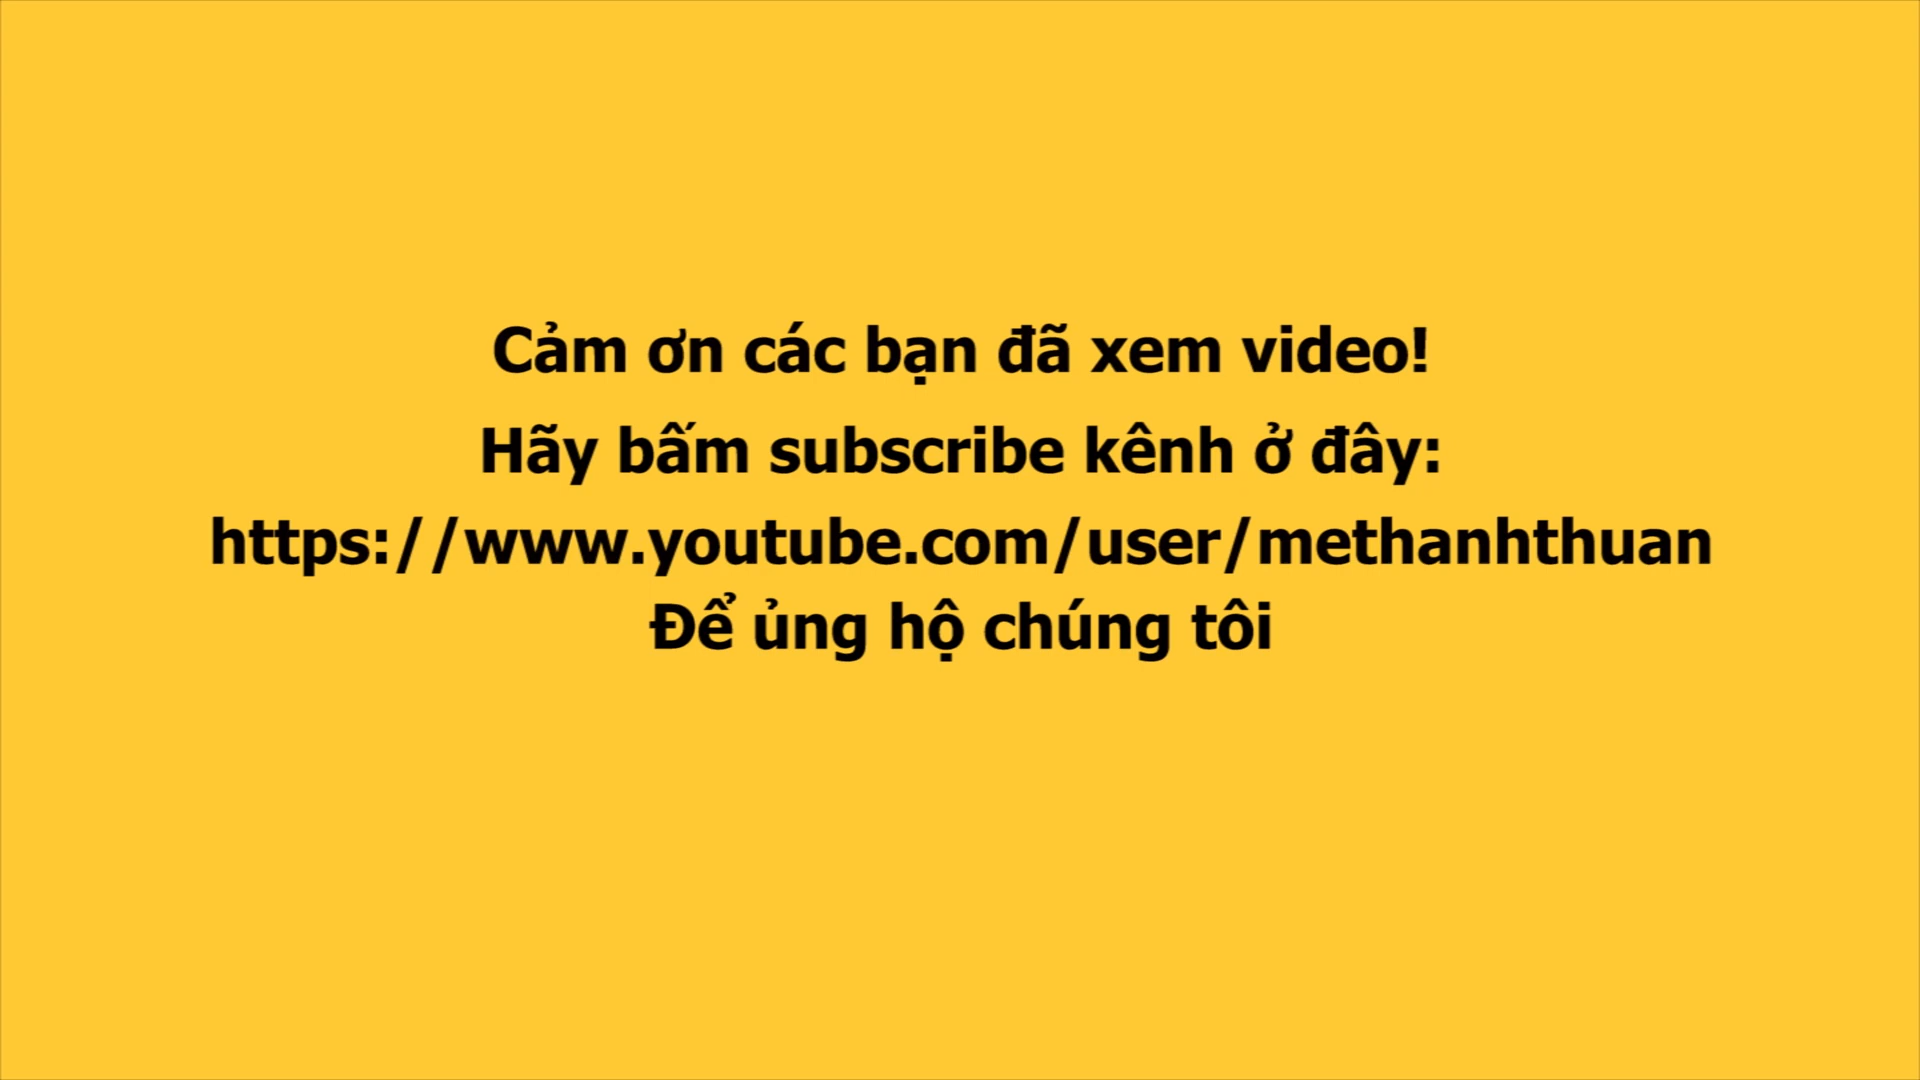 Cảm ơn các bạn đã xem video!
Hãy bấm subscribe kênh ở đây:
https://www.youtube.com/user/methanhthuan
Để ủng hộ chúng tôi